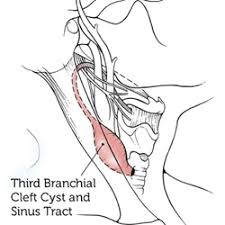 Third Branchial
Cleft Cyst and
Sinus Tract